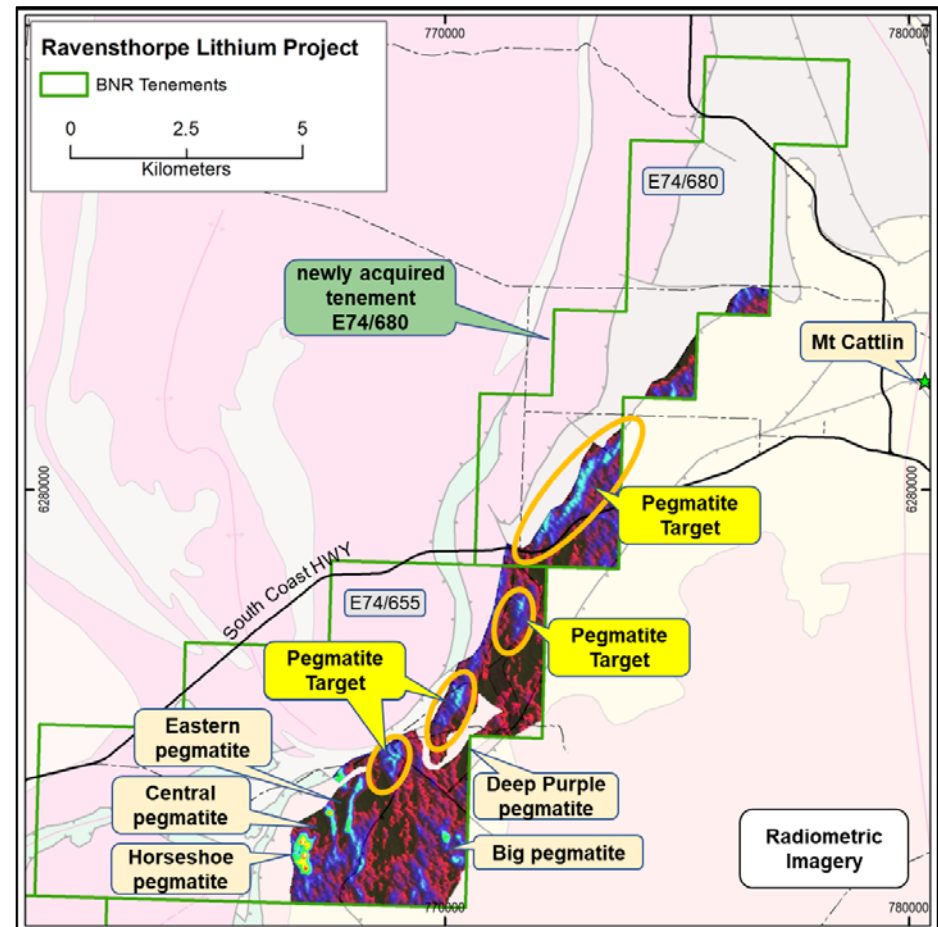 770000
780000
Ravensthorpe Lithium Project
BNR Tenements
0 2.5 5
Kilometers
E74/680
newly acquired
tenement
E74/680
Mt Cattlin
6280000
6280000
Pegmatite
Target
South Coast HWY
E74/655
Pegmatite
Target
Pegmatite
Target
Eastern
pegmatite
Central
pegmatite
Horseshoe
pegmatite
Deep Purple
pegmatite
Big pegmatite
Radiometric
Imagery
770000
780000